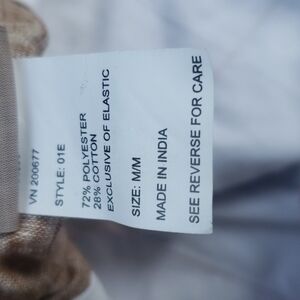 VN 200677
STYLE: 01E
72% POLYESTER
28% COTTON
EXCLUSIVE OF ELASTIC
SIZE: M/M
MADE IN INDIA
SEE REVERSE FOR CARE